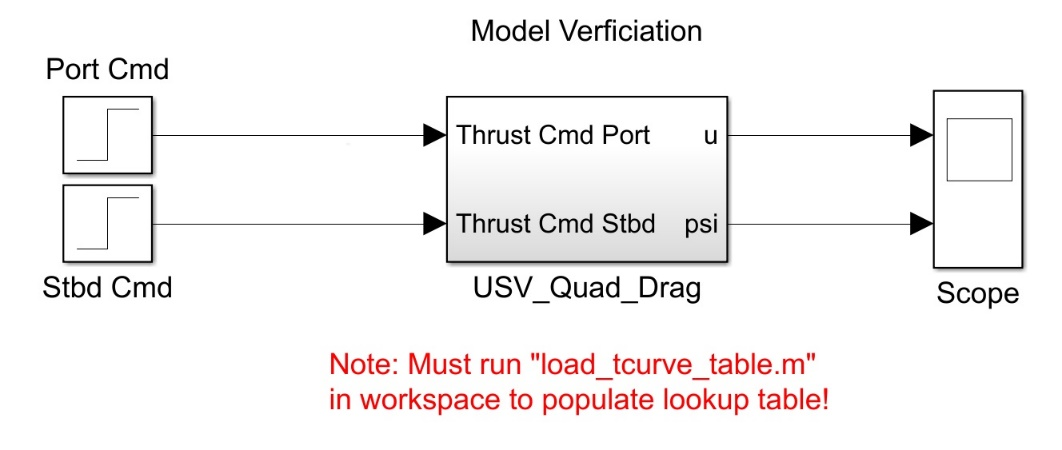 Model Verficiation
Port Cmd
Thrust Cmd Port
u
Thrust Cmd Stbd
psi
Stbd Cmd
USV_Quad_Drag
Scope
Note: Must run "load_tcurve_table.m"
in workspace to populate lookup table!